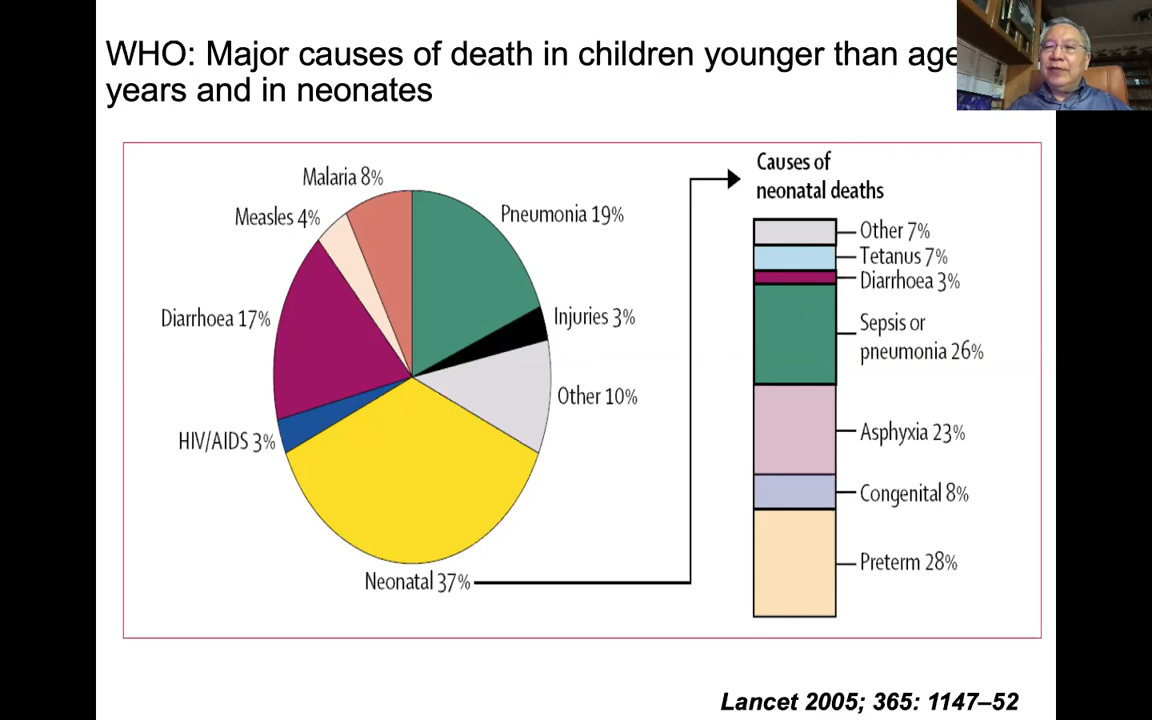 WHO: Major causes of death in children younger than age
years and in neonates
Malaria 8%
Measles 4%
Pneumonia 19%
Diarrhoea 17%
Injuries 3%
Other 10%
HIV/AIDS 3%
Neonatal 37%
Causes of
neonatal deaths
Other 7%
Tetanus 7%
Diarrhoea 3%
Sepsis or
pneumonia 26%
Asphyxia 23%
Congenital 8%
Preterm 28%
Lancet 2005; 365: 1147–52